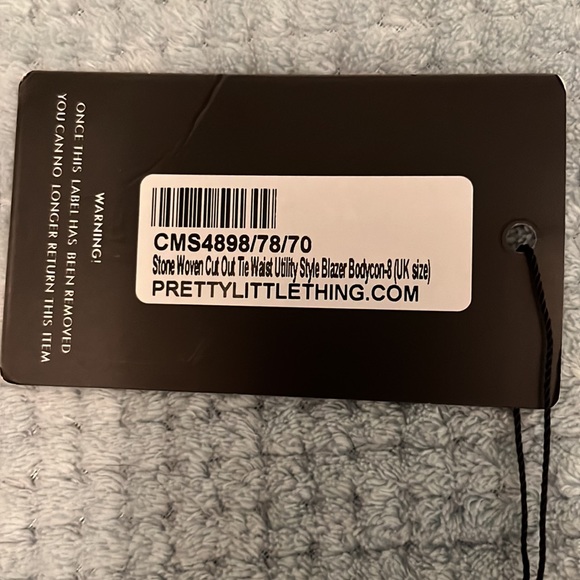 WARNING!
ONCE THIS LABEL HAS BEEN REMOVED
YOU CAN NO LONGER RETURN THIS ITEM
CMS4898/78/70
Stone Woven Cut Out Tie Waist Utility Style Blazer Bodycon-8 (UK size)
PRETTYLITTLETHING.COM